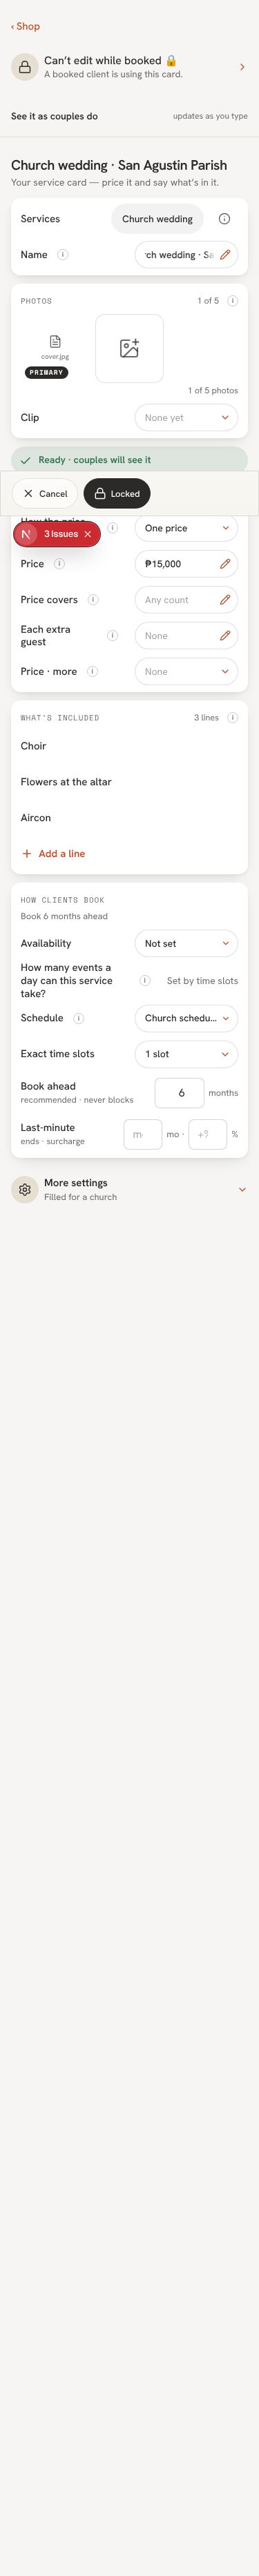 ‹ Shop
Can’t edit while booked 🔒
A booked client is using this card.
See it as couples do
updates as you type
Church wedding · San Agustin Parish
Your service card — price it and say what’s in it.
Services
Church wedding
Name
ch wedding · Sa
PHOTOS
1 of 5
cover.jpg
PRIMARY
1 of 5 photos
Clip
None yet
Ready · couples will see it
Cancel
Locked
How the price
One price
3 Issues
Price
₱15,000
Price covers
Any count
Each extra
guest
None
Price · more
None
WHAT’S INCLUDED
3 lines
Choir
Flowers at the altar
Aircon
Add a line
HOW CLIENTS BOOK
Book 6 months ahead
Availability
Not set
How many events a
day can this service
take?
Set by time slots
Schedule
Church schedu…
Exact time slots
1 slot
Book ahead
recommended · never blocks
6
months
Last-minute
ends · surcharge
mo ·
%
More settings
Filled for a church